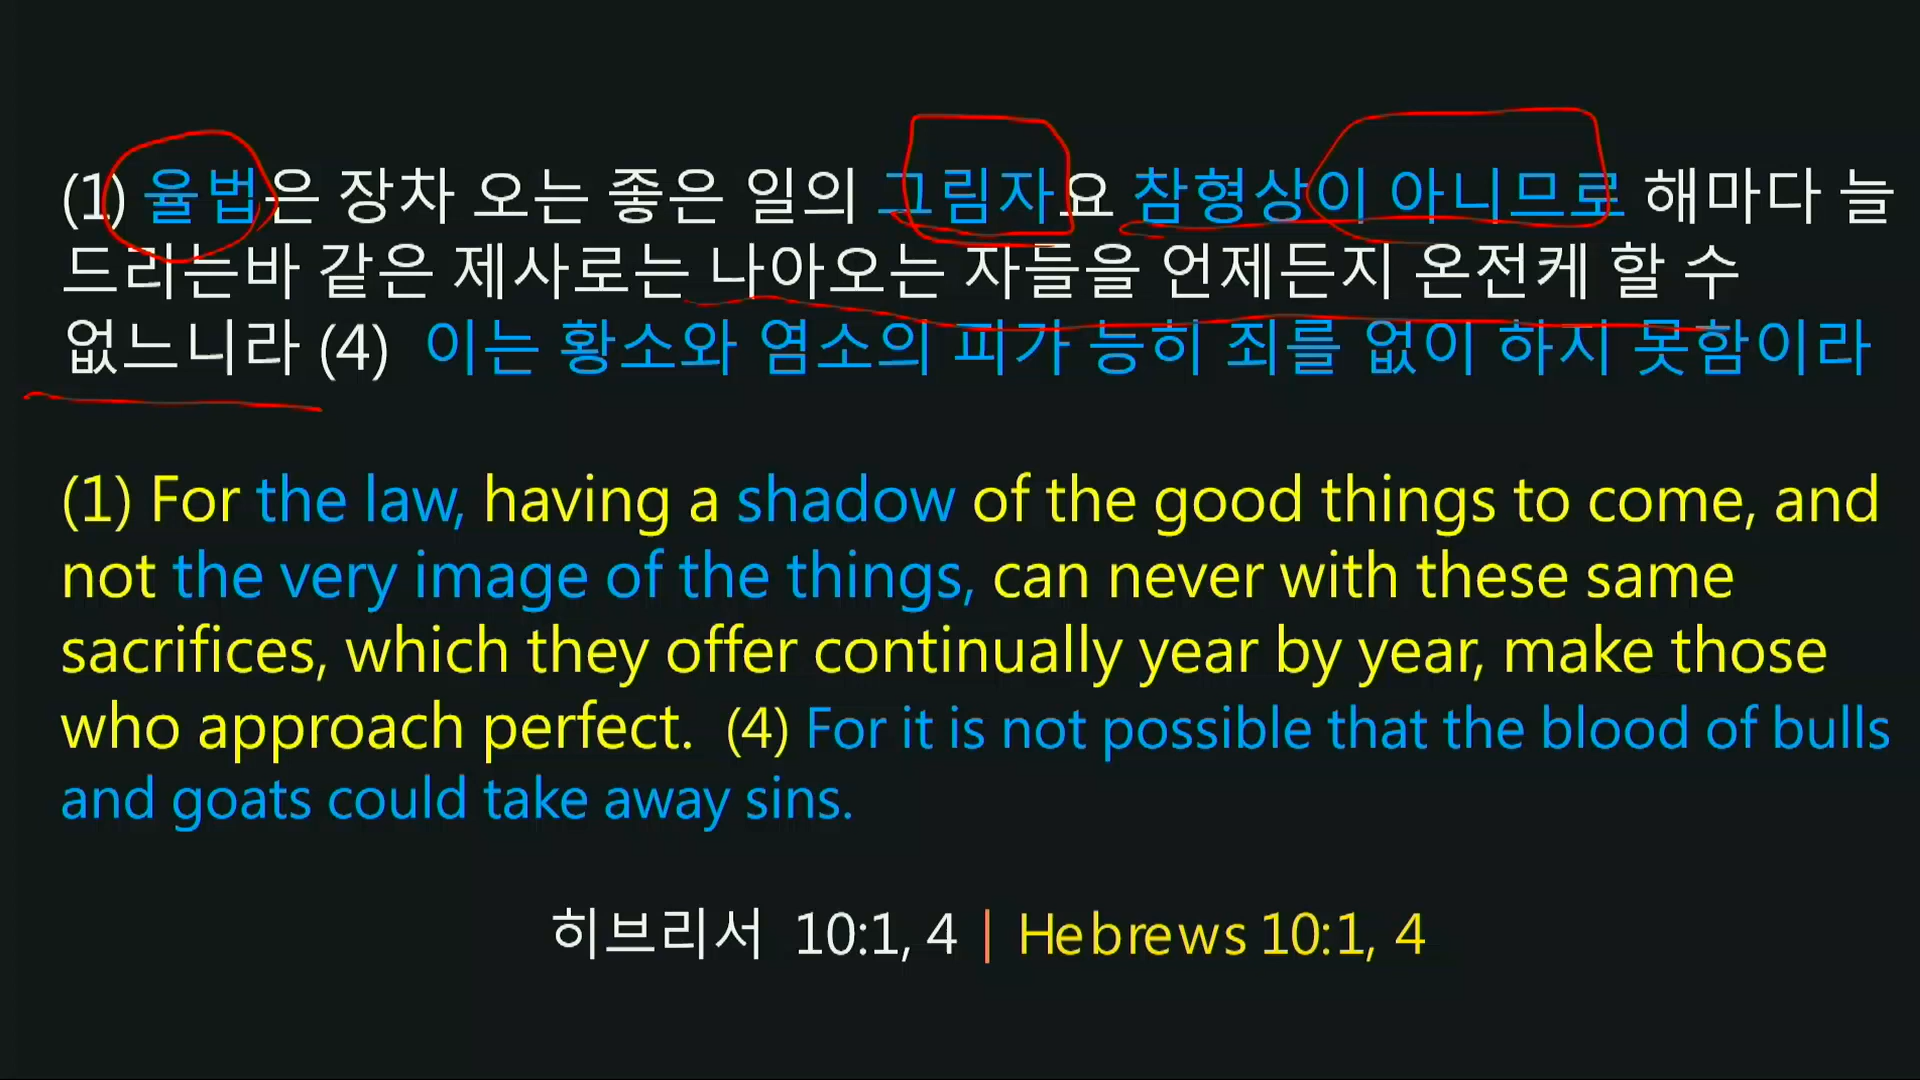 (1) 율법은 장차 오는 좋은 일의 그림자요 참형상이 아니므로 해마다 늘
드리는바 같은 제사로는 나아오는 자들을 언제든지 온전케 할 수
없느니라 (4) 이는 황소와 염소의 피가 능히 죄를 없이 하지 못함이라
(1) For the law, having a shadow of the good things to come, and
not the very image of the things, can never with these same
sacrifices, which they offer continually year by year, make those
who approach perfect. (4) For it is not possible that the blood of bulls
and goats could take away sins.
히브리서 10:1, 4 | Hebrews 10:1, 4